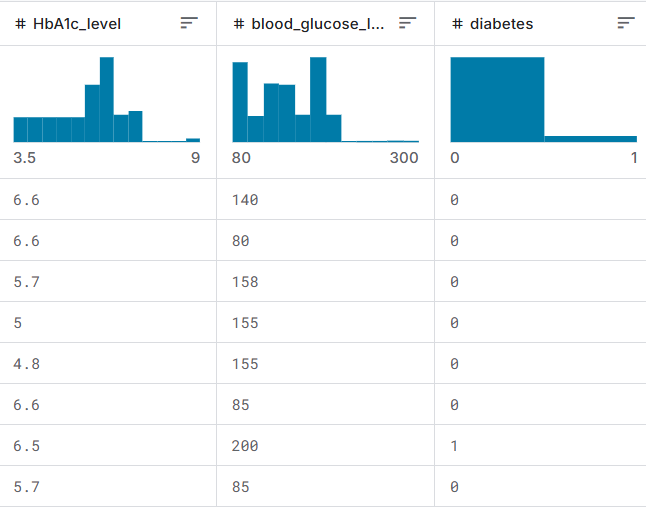 # HbA1c_level # blood_glucose_l... # diabetes
3.5 9 80 300 0 1
6.6 140 0
6.6 80 0
5.7 158 0
5 155 0
4.8 155 0
6.6 85 0
6.5 200 1
5.7 85 0